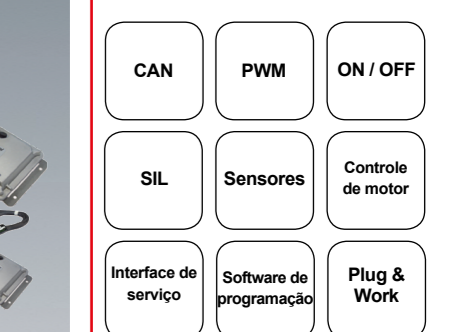 CAN
PWM
ON / OFF
SIL
Sensores
Controle
de motor
Interface de
serviço
Software de
programação
Plug &
Work